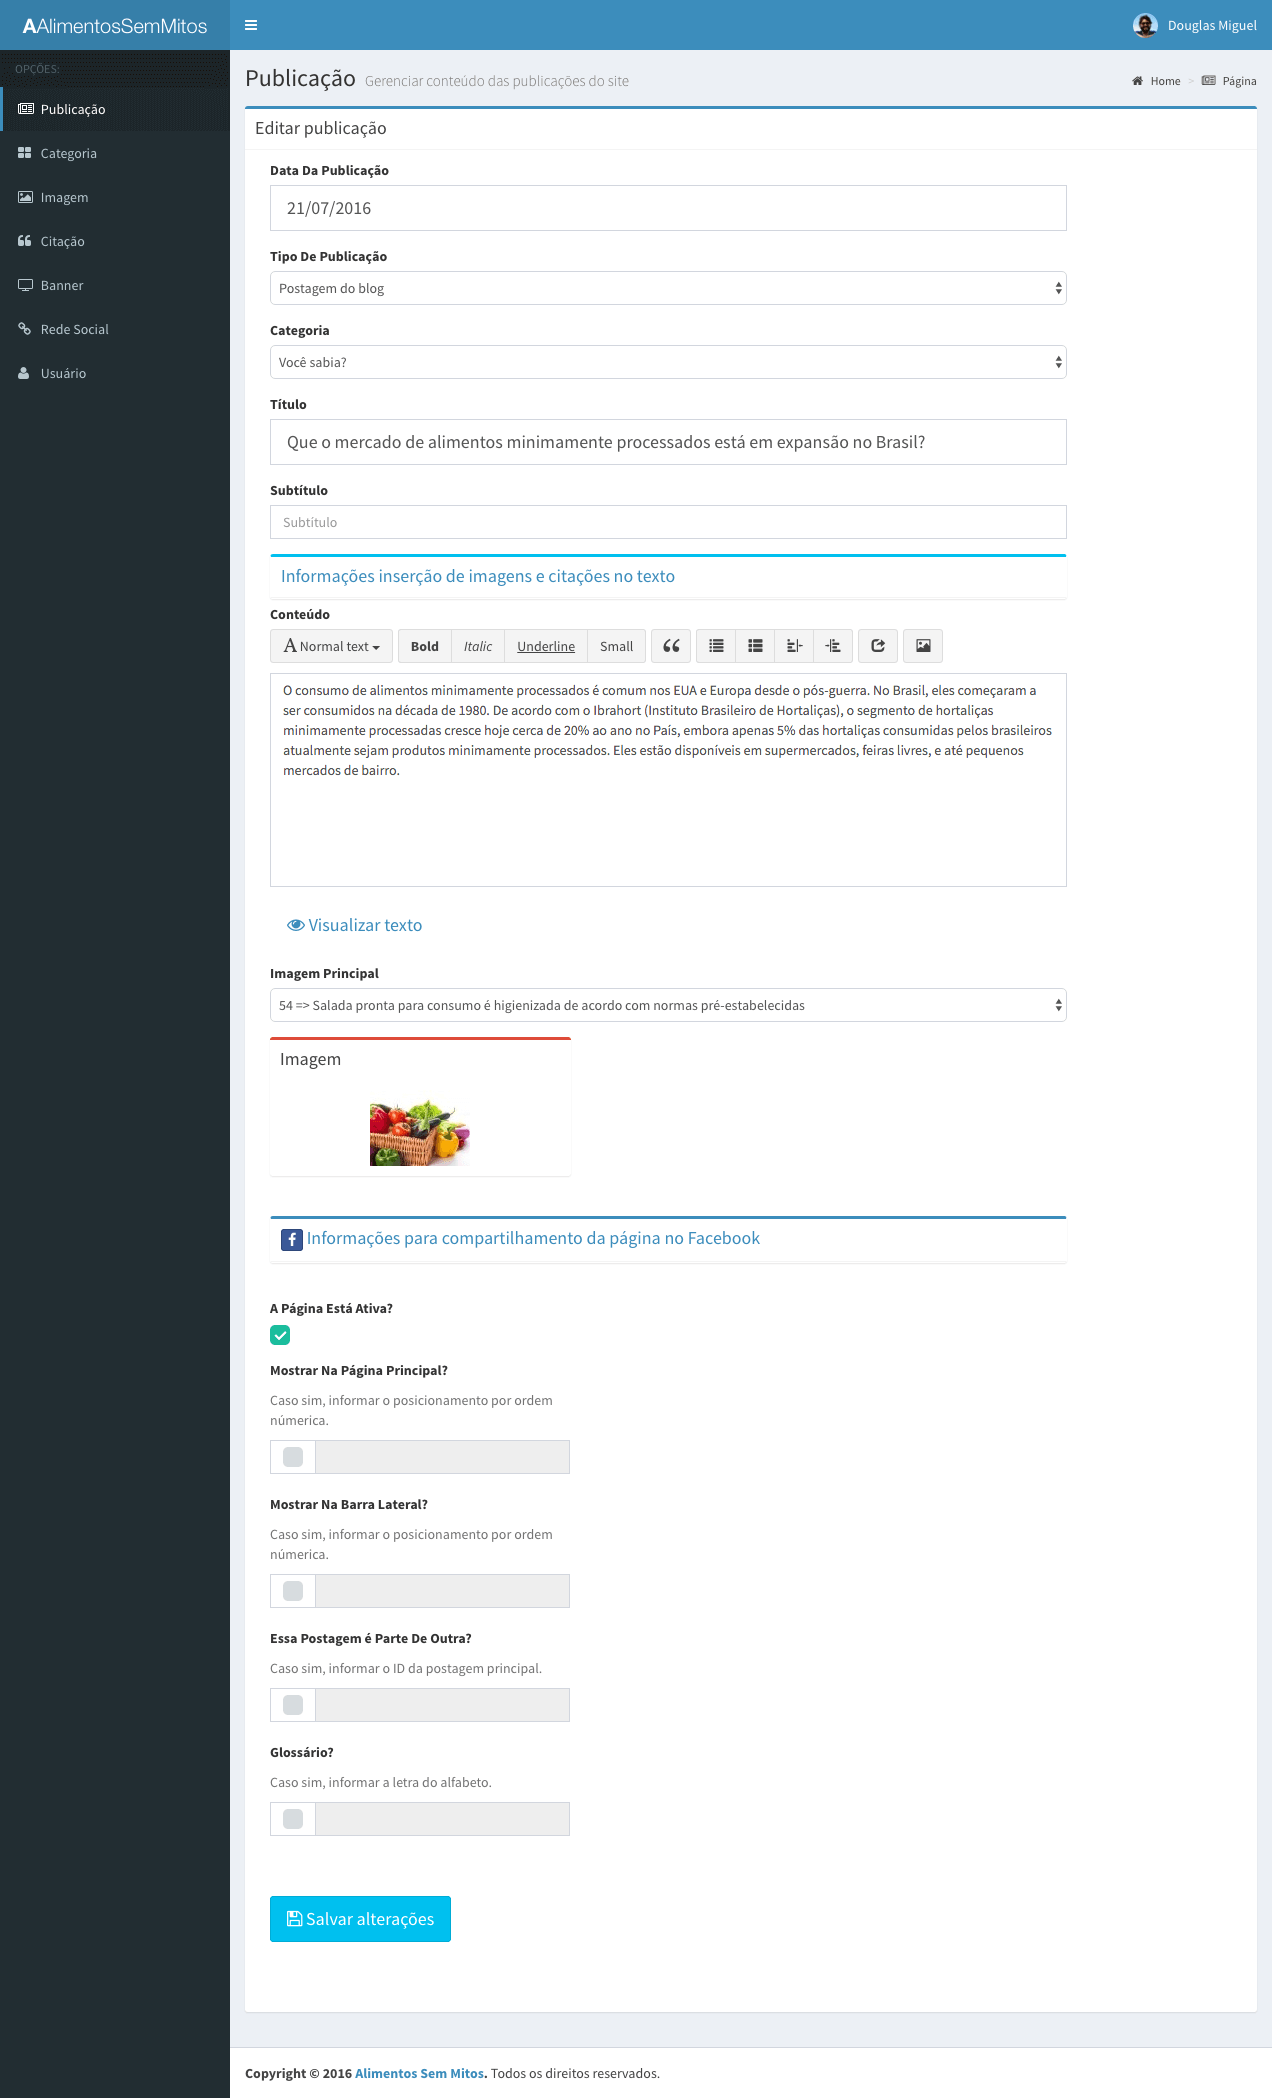 AAlimentosSemMitos
Douglas Miguel
OPÇÕES:
Publicação
Categoria
Imagem
Citação
Banner
Rede Social
Usuário
Publicação Gerenciar conteúdo das publicações do site
Home > Página
Editar publicação
Data Da Publicação
21/07/2016
Tipo De Publicação
Postagem do blog
Categoria
Você sabia?
Título
Que o mercado de alimentos minimamente processados está em expansão no Brasil?
Subtítulo
Subtítulo
Informações inserção de imagens e citações no texto
Conteúdo
A Normal text Bold Italic Underline Small
O consumo de alimentos minimamente processados é comum nos EUA e Europa desde o pós-guerra. No Brasil, eles começaram a
ser consumidos na década de 1980. De acordo com o Ibrahort (Instituto Brasileiro de Hortaliças), o segmento de hortaliças
minimamente processadas cresce hoje cerca de 20% ao ano no País, embora apenas 5% das hortaliças consumidas pelos brasileiros
atualmente sejam produtos minimamente processados. Eles estão disponíveis em supermercados, feiras livres, e até pequenos
mercados de bairro.
Visualizar texto
Imagem Principal
54 => Salada pronta para consumo é higienizada de acordo com normas pré-estabelecidas
Imagem
Informações para compartilhamento da página no Facebook
A Página Está Ativa?
Mostrar Na Página Principal?
Caso sim, informar o posicionamento por ordem
númerica.
Mostrar Na Barra Lateral?
Caso sim, informar o posicionamento por ordem
númerica.
Essa Postagem é Parte De Outra?
Caso sim, informar o ID da postagem principal.
Glossário?
Caso sim, informar a letra do alfabeto.
Salvar alterações
Copyright © 2016 Alimentos Sem Mitos. Todos os direitos reservados.